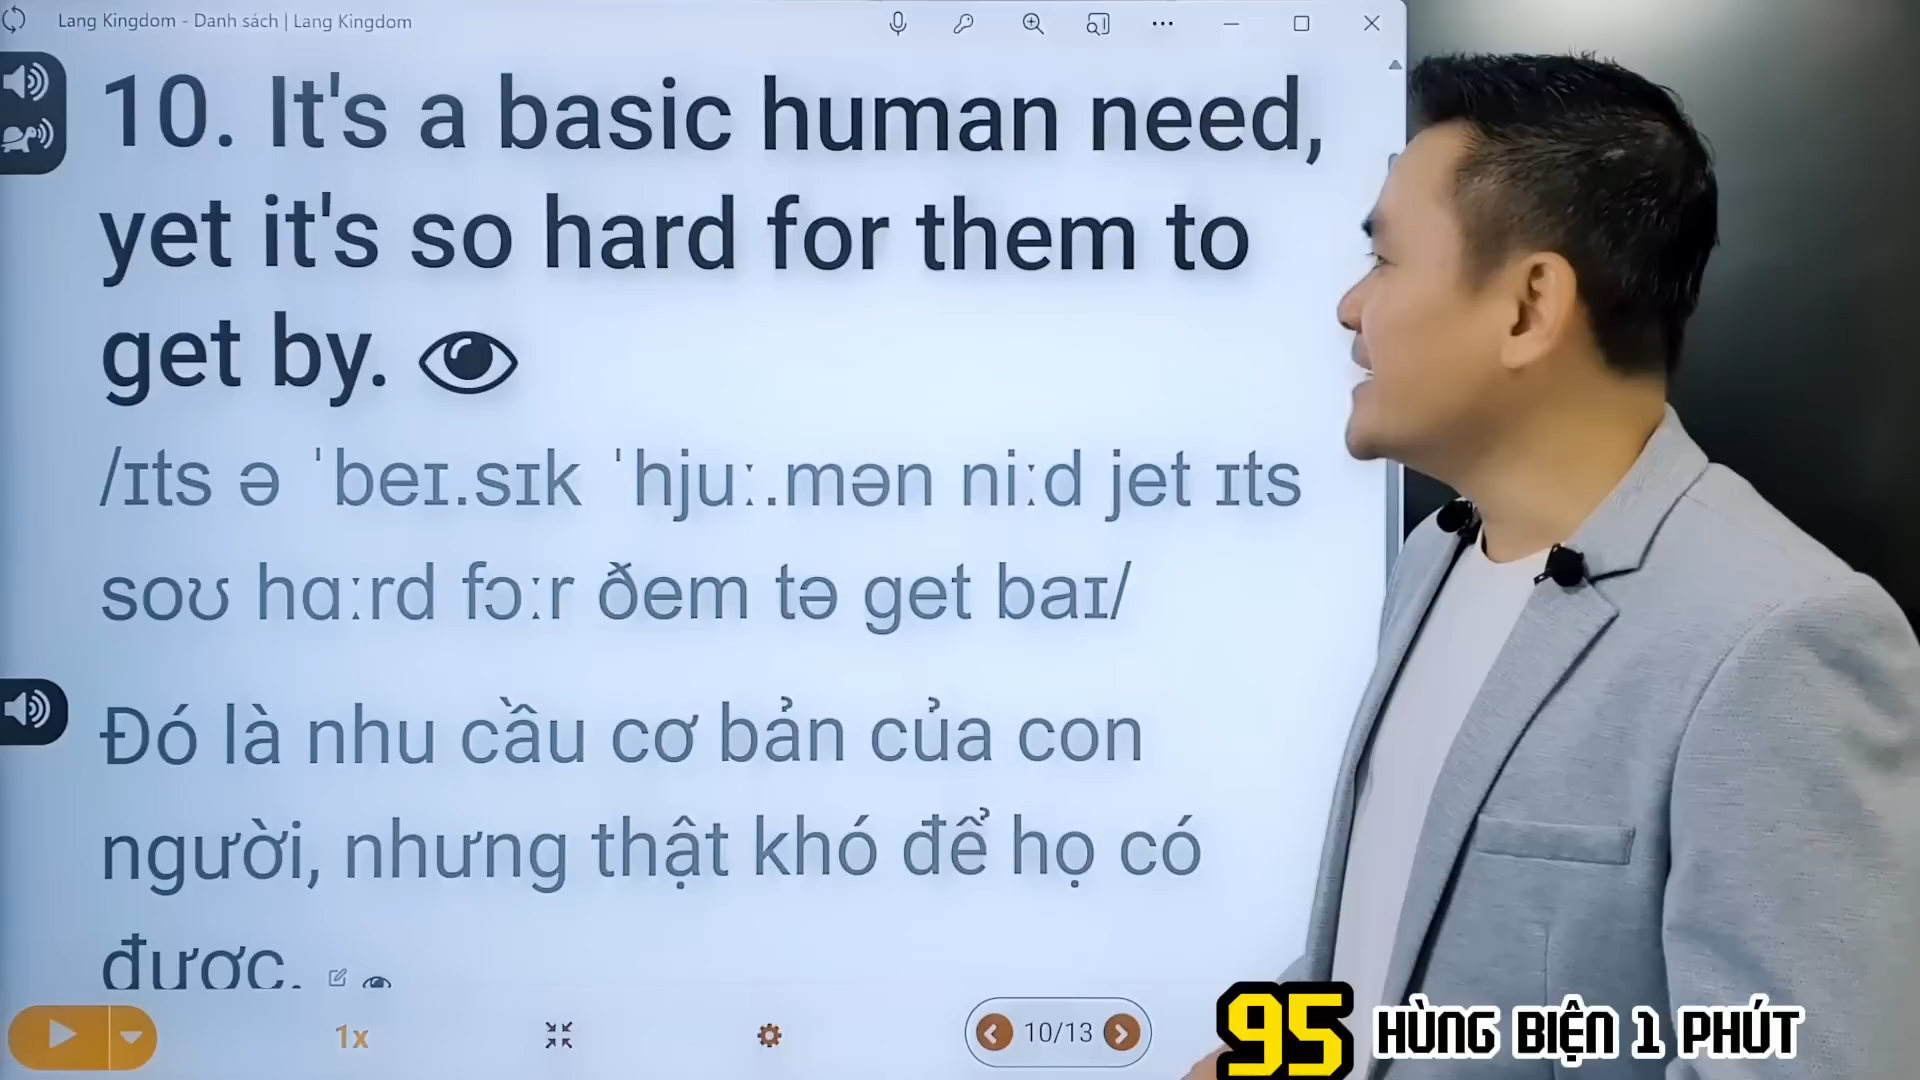 Lang Kingdom - Danh sách | Lang Kingdom
10. It's a basic human need,
yet it's so hard for them to
get by.
/ɪts ə ˈbeɪ.sɪk ˈhjuː.mən niːd jet ɪts
soʊ hɑːrd fɔːr ðem tə get baɪ/
Đó là nhu cầu cơ bản của con
người, nhưng thật khó để họ có
được.
1x
10/13
95 HÙNG BIỆN 1 PHÚT